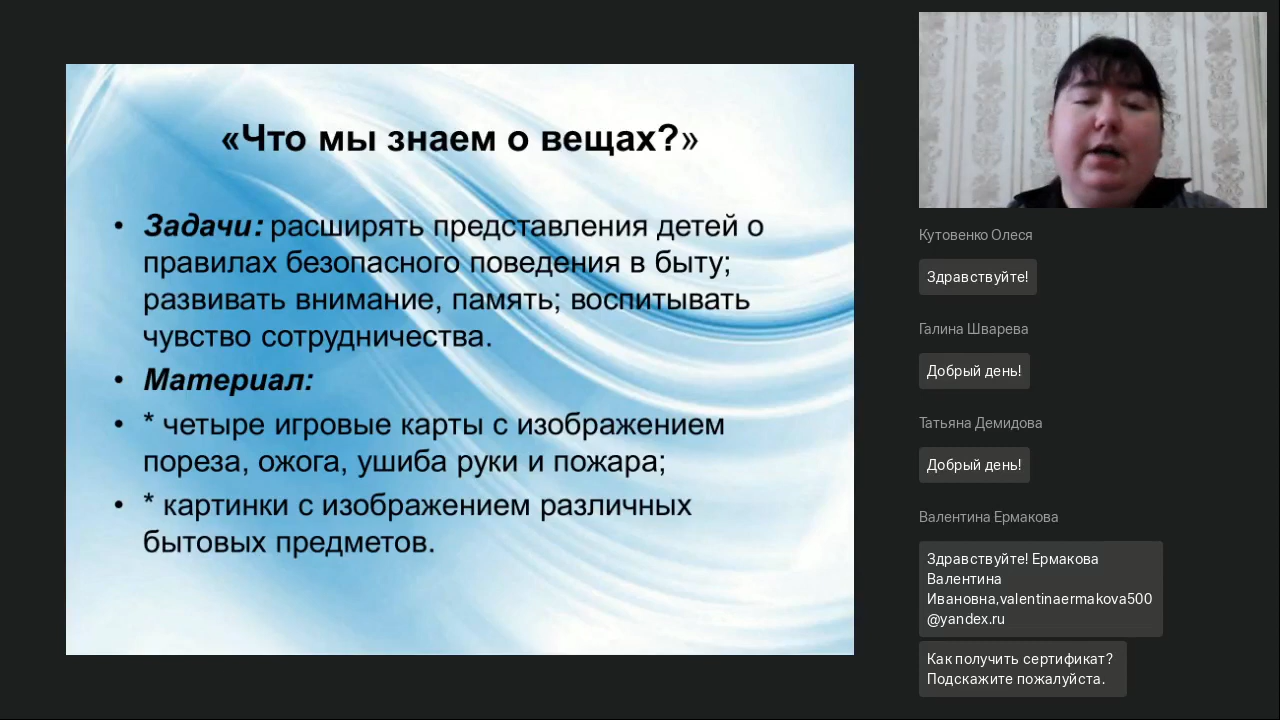 «Что мы знаем о вещах?»
• Задачи: расширять представления детей о
правилах безопасного поведения в быту;
развивать внимание, память; воспитывать
чувство сотрудничества.
• Материал:
• * четыре игровые карты с изображением
пореза, ожога, ушиба руки и пожара;
• * картинки с изображением различных
бытовых предметов.
Кутовенко Олеся
Здравствуйте!
Галина Шварева
Добрый день!
Татьяна Демидова
Добрый день!
Валентина Ермакова
Здравствуйте! Ермакова
Валентина
Ивановна,valentinaermakova500
@yandex.ru
Как получить сертификат?
Подскажите пожалуйста.